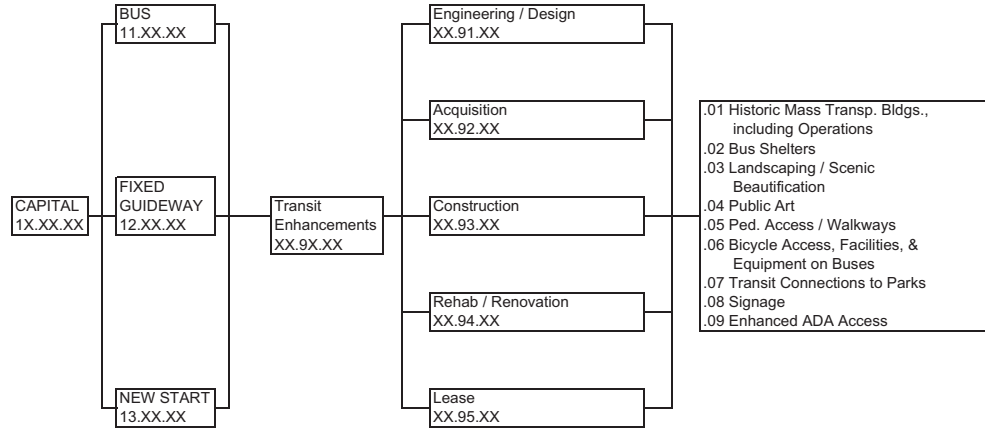 CAPITAL
1X.XX.XX
BUS
11.XX.XX
FIXED
GUIDEWAY
12.XX.XX
NEW START
13.XX.XX
Transit
Enhancements
XX.9X.XX
Engineering / Design
XX.91.XX
Acquisition
XX.92.XX
Construction
XX.93.XX
Rehab / Renovation
XX.94.XX
Lease
XX.95.XX
.01 Historic Mass Transp. Bldgs.,
including Operations
.02 Bus Shelters
.03 Landscaping / Scenic
Beautification
.04 Public Art
.05 Ped. Access / Walkways
.06 Bicycle Access, Facilities, &
Equipment on Buses
.07 Transit Connections to Parks
.08 Signage
.09 Enhanced ADA Access